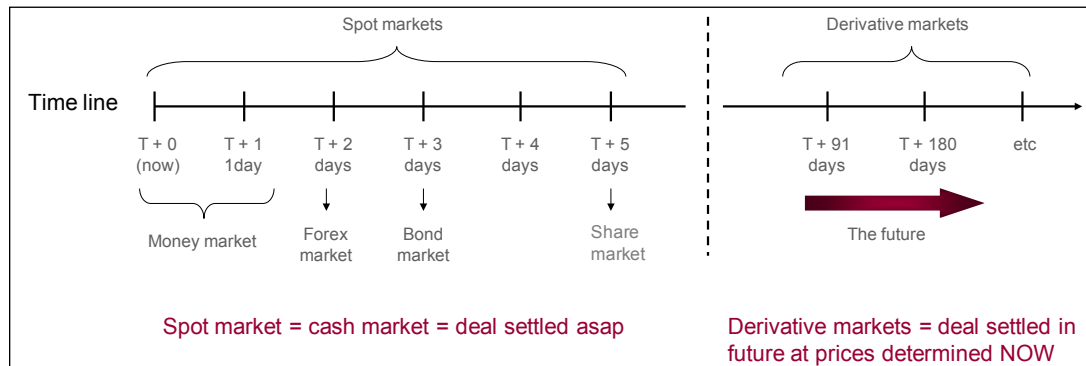 Spot markets
Derivative markets
Time line
T + 0
(now)
T + 1
1day
T + 2
days
T + 3
days
T + 4
days
T + 5
days
T + 91
days
T + 180
days
etc
Money market
Forex
market
Bond
market
Share
market
The future
Spot market = cash market = deal settled asap
Derivative markets = deal settled in
future at prices determined NOW